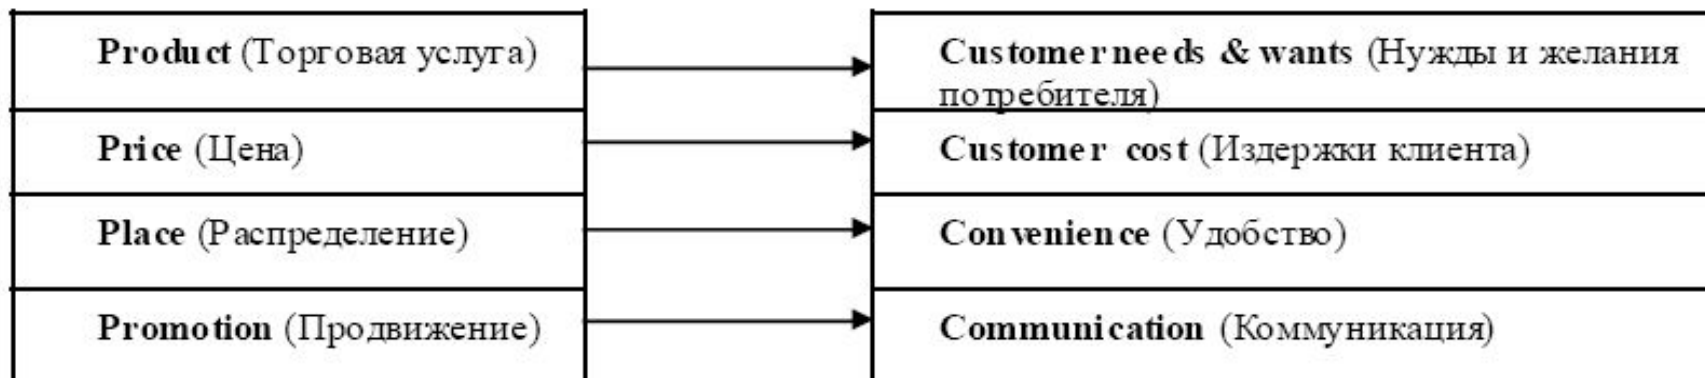 Product (Торговая услуга)
Customer needs & wants (Нужды и желания
потребителя)
Price (Цена)
Customer cost (Издержки клиента)
Place (Распределение)
Convenience (Удобство)
Promotion (Продвижение)
Communication (Коммуникация)